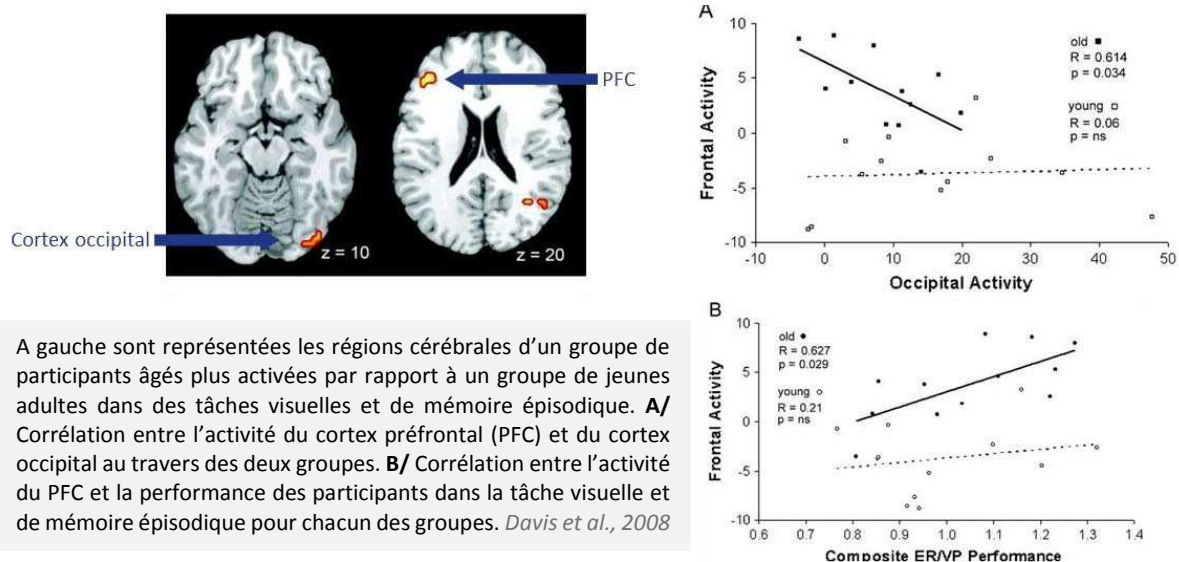 PFC
Cortex occipital
z = 10
z = 20
A gauche sont représentées les régions cérébrales d’un groupe de
participants âgés plus activées par rapport à un groupe de jeunes
adultes dans des tâches visuelles et de mémoire épisodique. A/
Corrélation entre l’activité du cortex préfrontal (PFC) et du cortex
occipital au travers des deux groupes. B/ Corrélation entre l’activité
du PFC et la performance des participants dans la tâche visuelle et
de mémoire épisodique pour chacun des groupes. Davis et al., 2008
A
Frontal Activity
10
5
0
-5
-10
old
R = 0.614
p = 0.034
young
R = 0.06
p = ns
-10 0 10 20 30 40 50
Occipital Activity
B
Frontal Activity
10
5
0
-5
-10
old
R = 0.627
p = 0.029
young
R = 0.21
p = ns
0.6 0.7 0.8 0.9 1.0 1.1 1.2 1.3 1.4
Composite ER/VP Performance